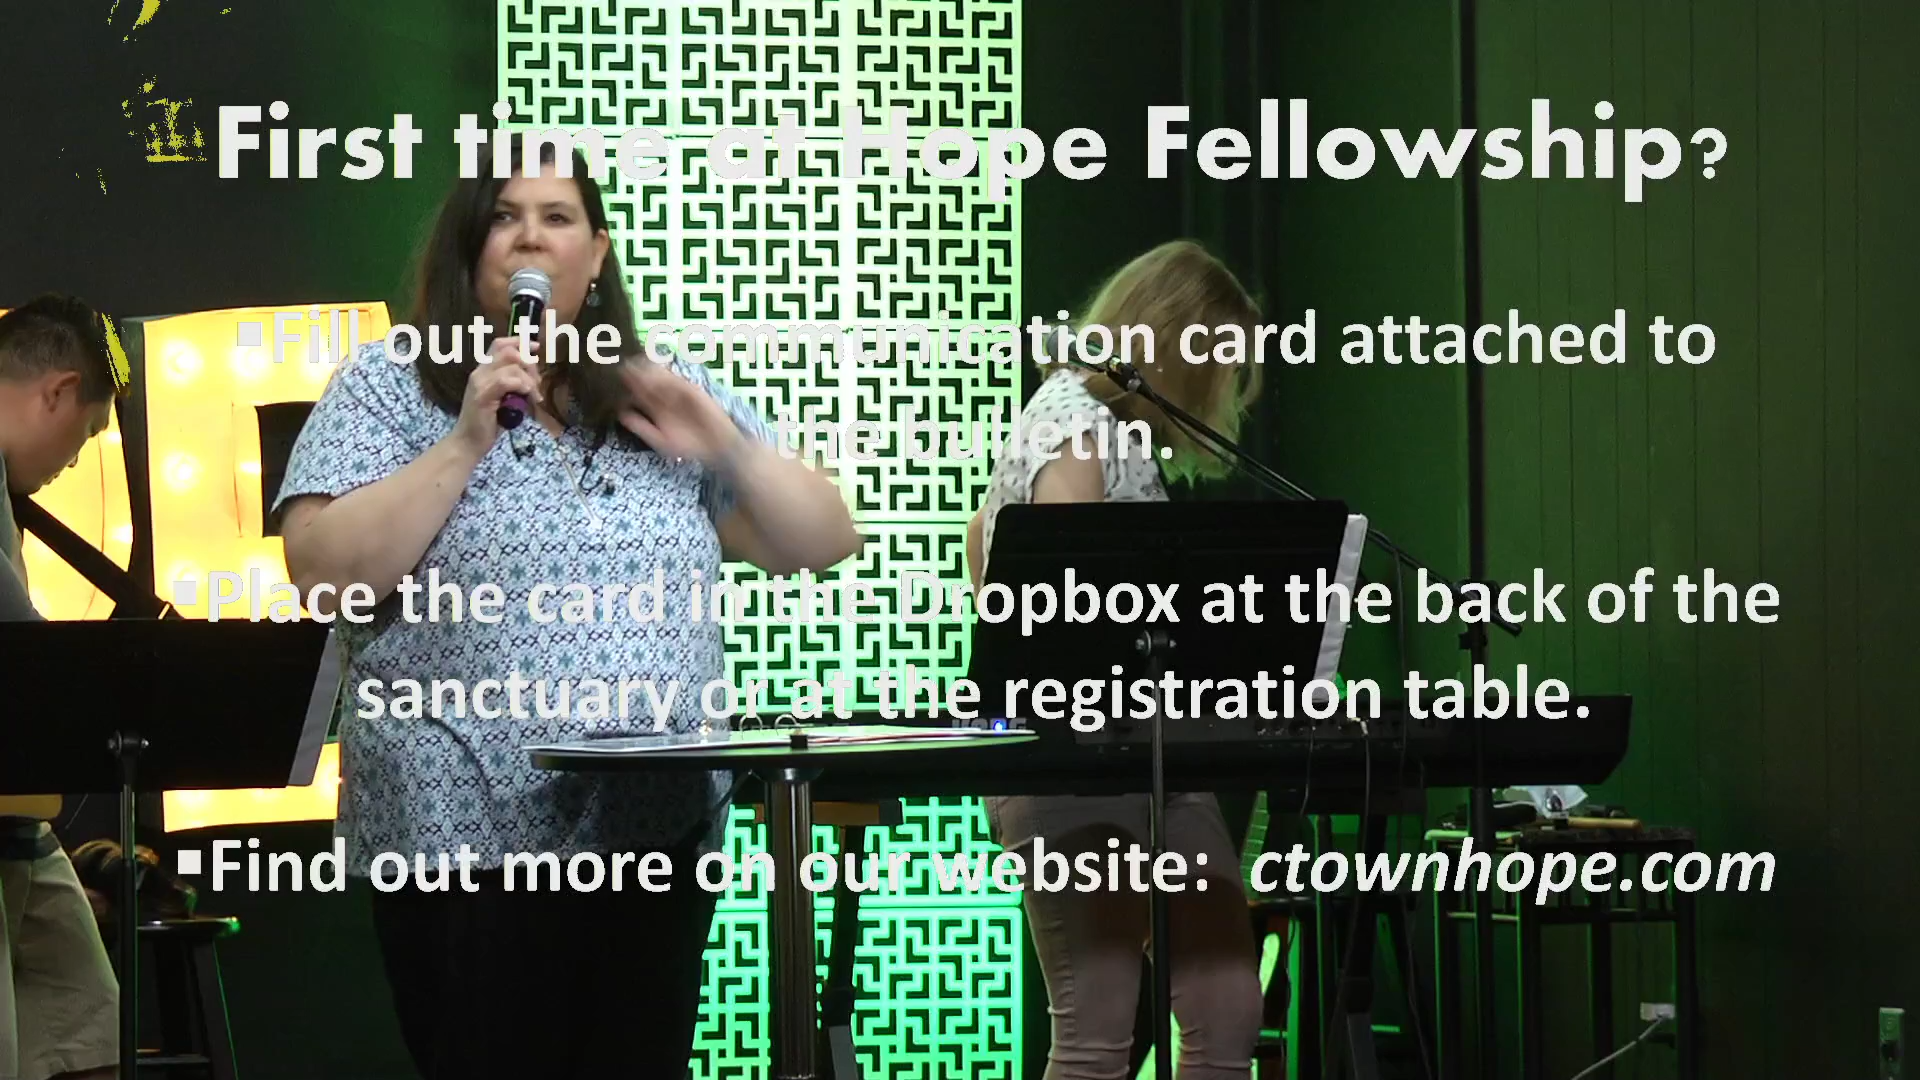 First time at Hope Fellowship?
▪Fill out the communication card attached to
the bulletin.
▪Place the card in the Dropbox at the back of the
sanctuary or at the registration table.
▪Find out more on our website: ctownhope.com
KORG